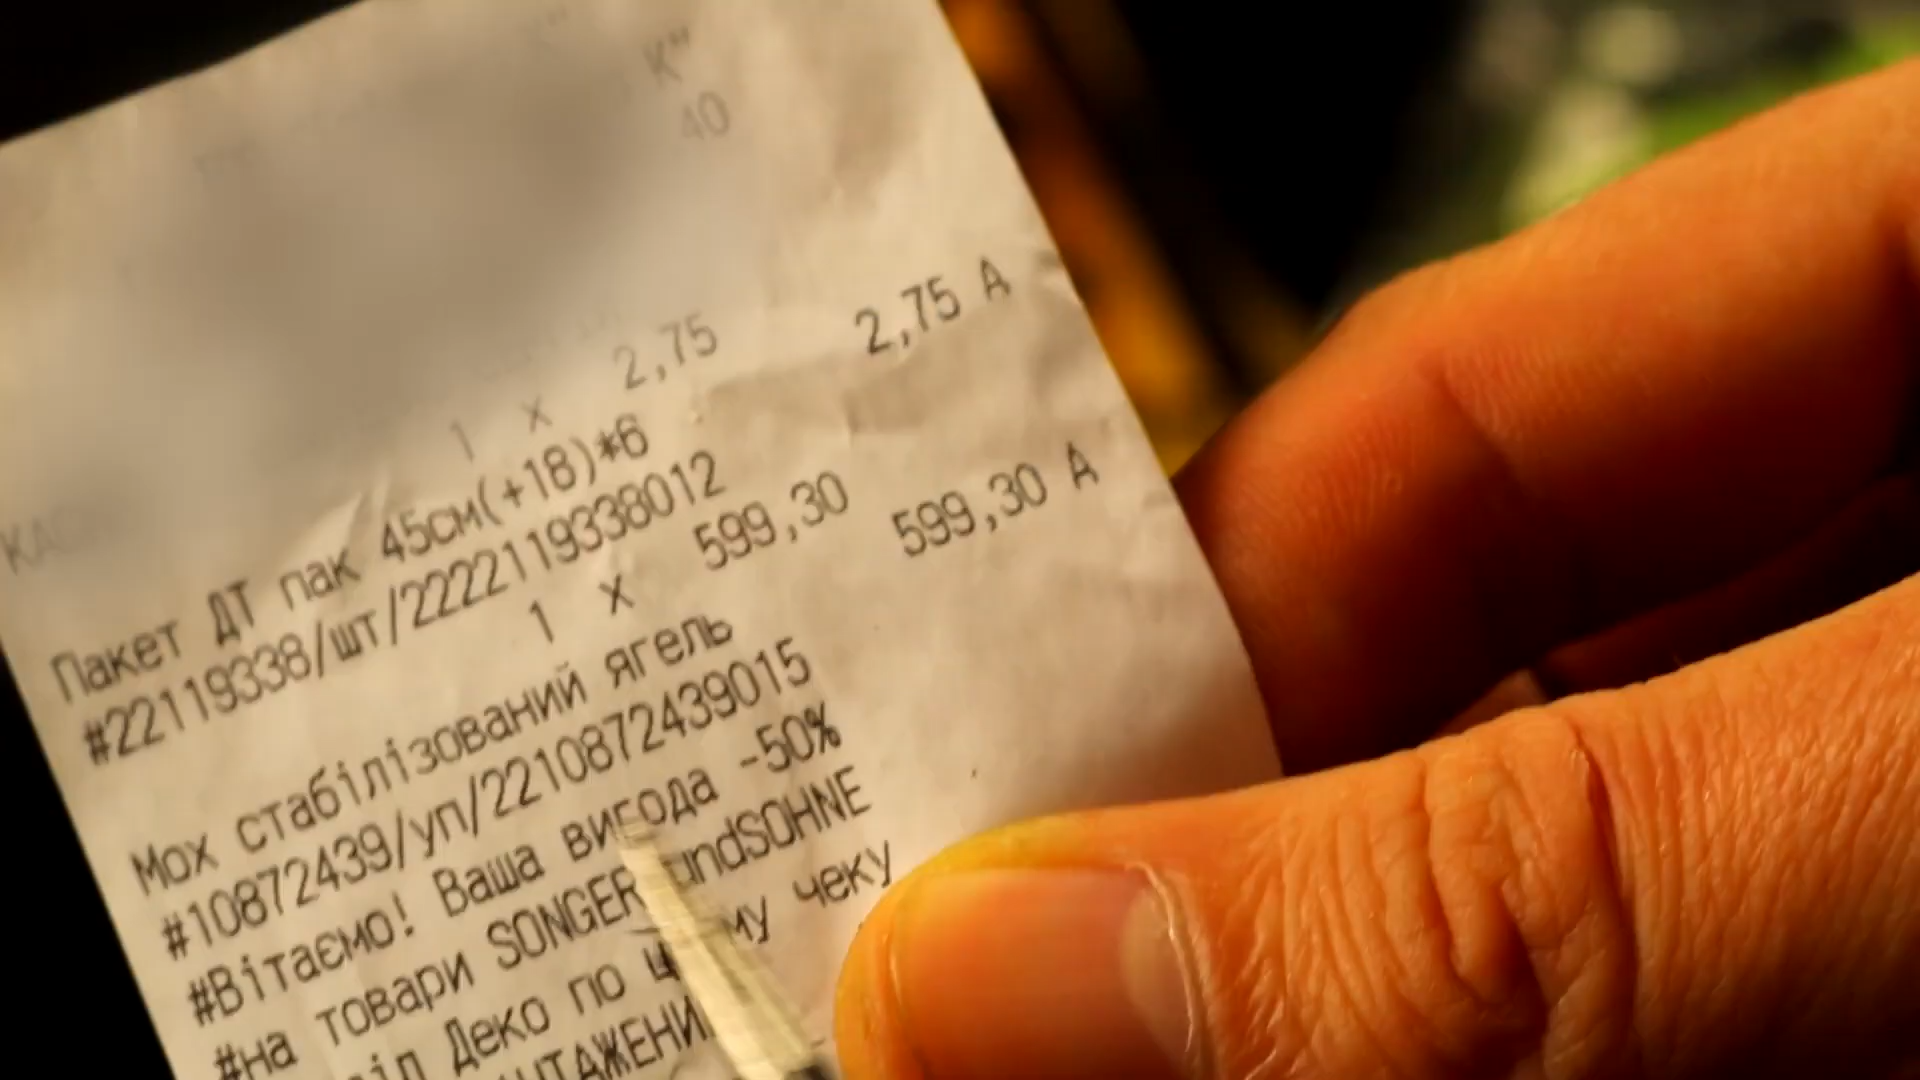 К"
40
1 x 2,75 2,75 А
Пакет ДТ пак 45см(+18)*6
#22119338/шт/2222119338012
1 x 599,30 599,30 А
Мох стабілізований ягель
#10872439/уп/2210872439015
#Вітаємо! Ваша вигода -50%
#на товари SONGER undSOHNE
Деко по чеку